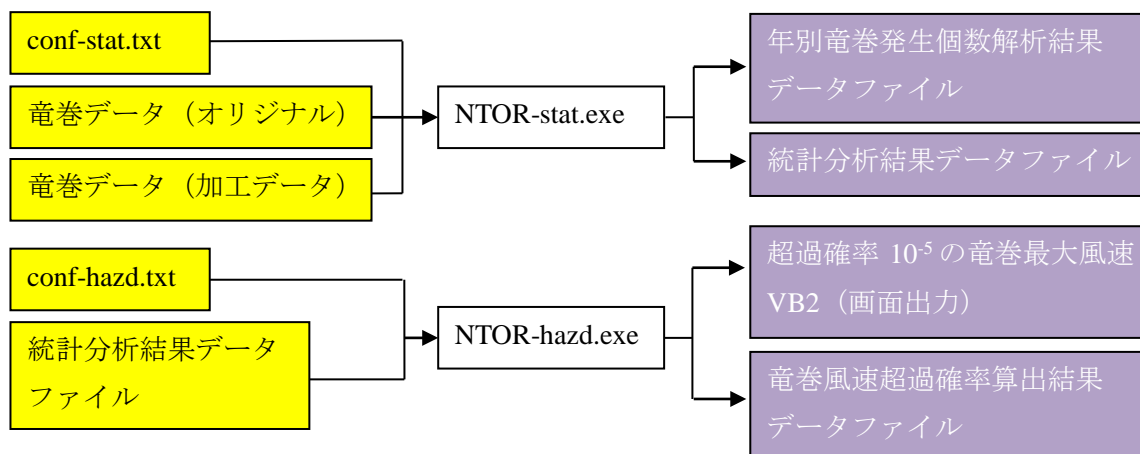 conf-stat.txt
竜巻データ（オリジナル）
竜巻データ（加工データ）
NTOR-stat.exe
年別竜巻発生個数解析結果
データファイル
統計分析結果データファイル
conf-hazd.txt
統計分析結果データ
ファイル
NTOR-hazd.exe
超過確率 10-5 の竜巻最大風速
VB2（画面出力）
竜巻風速超過確率算出結果
データファイル